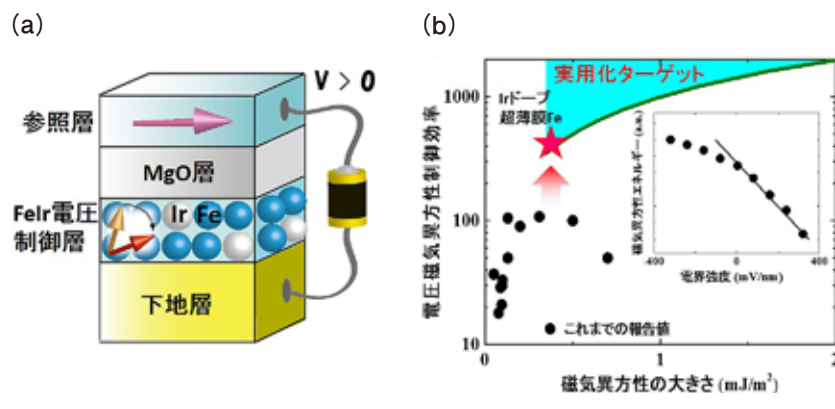 (a)
V > 0
参照層
MgO層
FeIr電圧
制御層
Ir Fe
下地層
(b)
電圧磁気異方性制御効率
1000
100
10
実用化ターゲット
Irドープ
超薄膜Fe
磁気異方性エネルギー (a.u.)
-400
0
400
電界強度 (mV/nm)
これまでの報告値
0
1
2
磁気異方性の大きさ (mJ/m²)